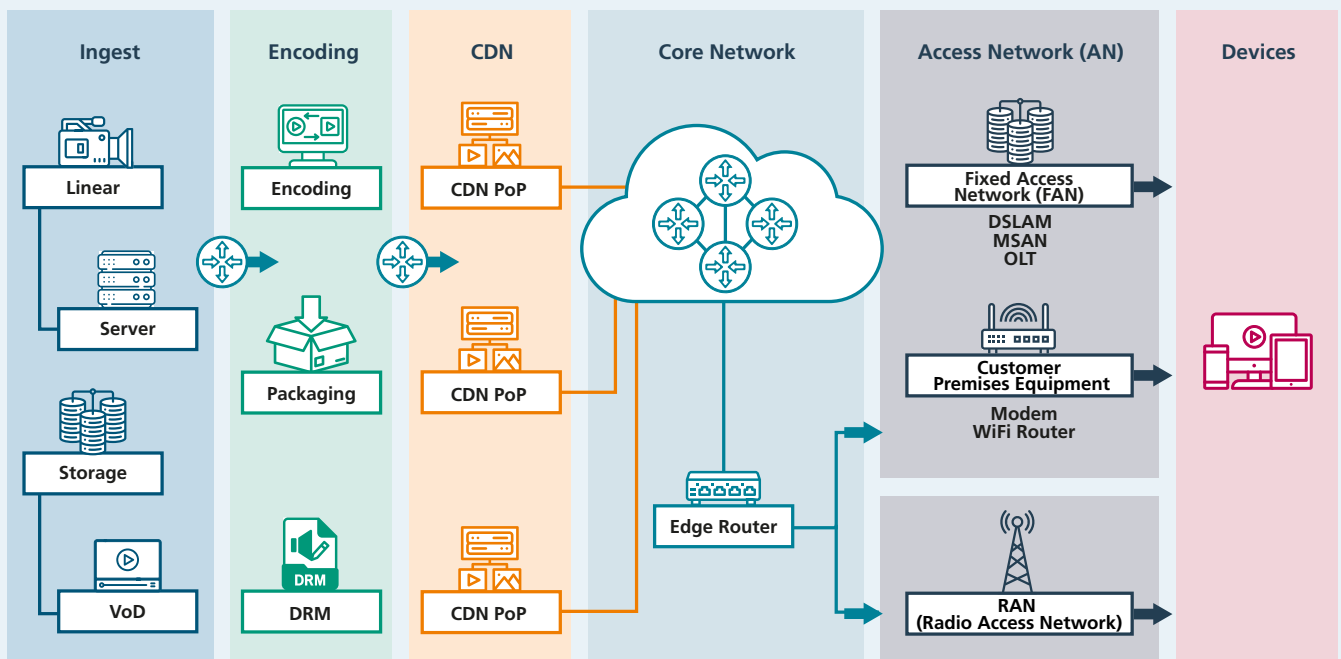 Ingest
Encoding
CDN
Core Network
Access Network (AN)
Devices
Linear
Server
Storage
VoD
Encoding
Packaging
DRM
DRM
CDN PoP
CDN PoP
CDN PoP
Edge Router
Fixed Access
Network (FAN)
DSLAM
MSAN
OLT
Customer
Premises Equipment
Modem
WiFi Router
RAN
(Radio Access Network)